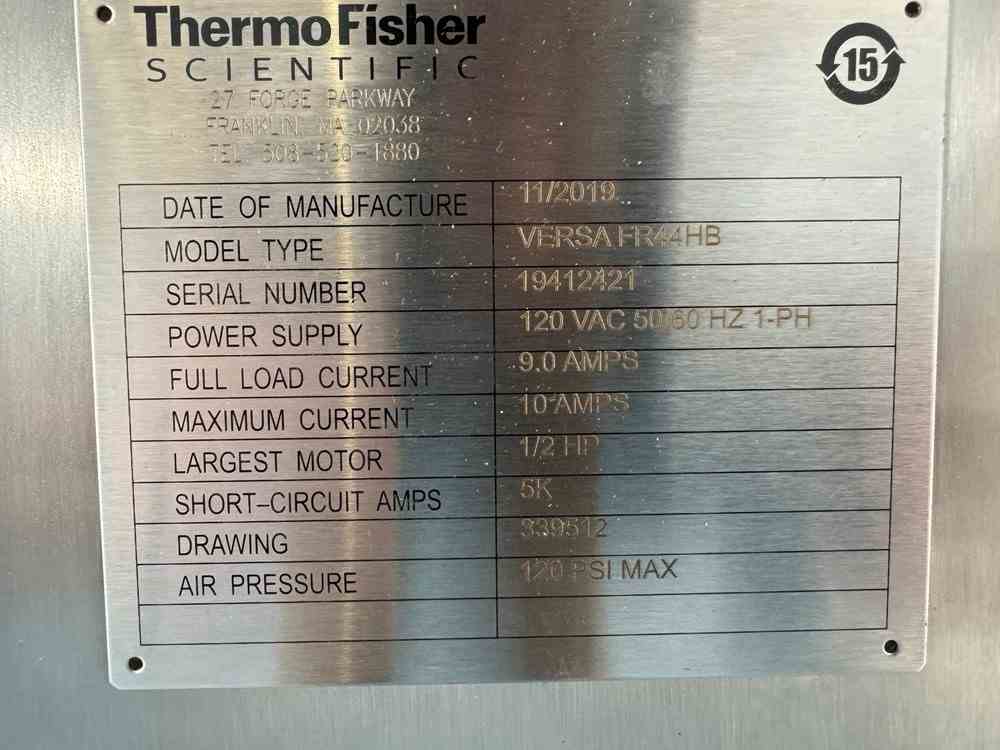 Thermo Fisher
SCIENTIFIC
15
27 FORGE PARKWAY
FRANKLIN, MA 02038
TEL. 508-520-1880
DATE OF MANUFACTURE 11/2019
MODEL TYPE VERSA FR44HB
SERIAL NUMBER 19412421
POWER SUPPLY 120 VAC 50/60 HZ 1-PH
FULL LOAD CURRENT 9.0 AMPS
MAXIMUM CURRENT 10 AMPS
LARGEST MOTOR 1/2 HP
SHORT-CIRCUIT AMPS 5K
DRAWING 339512
AIR PRESSURE 120 PSI MAX